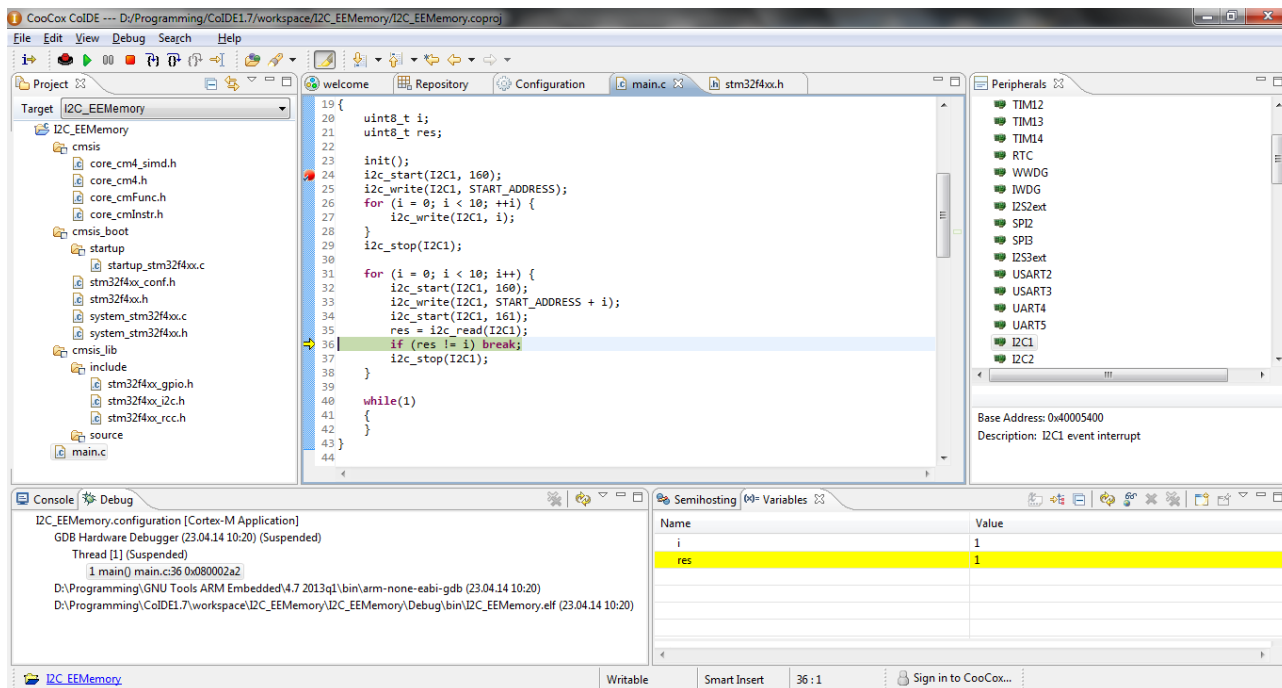 CooCox CoIDE --- D:/Programming/CoIDE1.7/workspace/I2C_EEMemory/I2C_EEMemory.coproj
File Edit View Debug Search Help
Project
Target I2C_EEMemory
I2C_EEMemory
cmsis
core_cm4_simd.h
core_cm4.h
core_cmFunc.h
core_cmInstr.h
cmsis_boot
startup
startup_stm32f4xx.c
stm32f4xx_conf.h
stm32f4xx.h
system_stm32f4xx.c
system_stm32f4xx.h
cmsis_lib
include
stm32f4xx_gpio.h
stm32f4xx_i2c.h
stm32f4xx_rcc.h
source
main.c
welcome Repository Configuration main.c stm32f4xx.h
19 {
20 uint8_t i;
21 uint8_t res;
22
23 init();
24 i2c_start(I2C1, 160);
25 i2c_write(I2C1, START_ADDRESS);
26 for (i = 0; i < 10; ++i) {
27 i2c_write(I2C1, i);
28 }
29 i2c_stop(I2C1);
30
31 for (i = 0; i < 10; i++) {
32 i2c_start(I2C1, 160);
33 i2c_write(I2C1, START_ADDRESS + i);
34 i2c_start(I2C1, 161);
35 res = i2c_read(I2C1);
36 if (res != i) break;
37 i2c_stop(I2C1);
38 }
39
40 while(1)
41 {
42 }
43 }
44
Peripherals
TIM12
TIM13
TIM14
RTC
WWDG
IWDG
I2S2ext
SPI2
SPI3
I2S3ext
USART2
USART3
UART4
UART5
I2C1
I2C2
Base Address: 0x40005400
Description: I2C1 event interrupt
Console Debug
I2C_EEMemory.configuration [Cortex-M Application]
GDB Hardware Debugger (23.04.14 10:20) (Suspended)
Thread [1] (Suspended)
1 main() main.c:36 0x080002a2
D:\Programming\GNU Tools ARM Embedded\4.7 2013q1\bin\arm-none-eabi-gdb (23.04.14 10:20)
D:\Programming\CoIDE1.7\workspace\I2C_EEMemory\I2C_EEMemory\Debug\bin\I2C_EEMemory.elf (23.04.14 10:20)
Semihosting Variables
Name Value
i 1
res 1
I2C_EEMemory Writable Smart Insert 36 : 1 Sign in to CooCox...